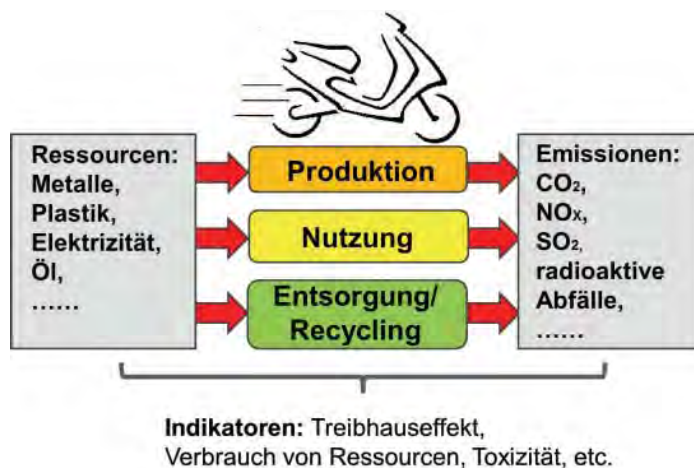 Ressourcen:
Metalle,
Plastik,
Elektrizität,
Öl,
......
Produktion
Nutzung
Entsorgung/
Recycling
Emissionen:
CO₂,
NOₓ,
SO₂,
radioaktive
Abfälle,
......
Indikatoren: Treibhauseffekt,
Verbrauch von Ressourcen, Toxizität, etc.